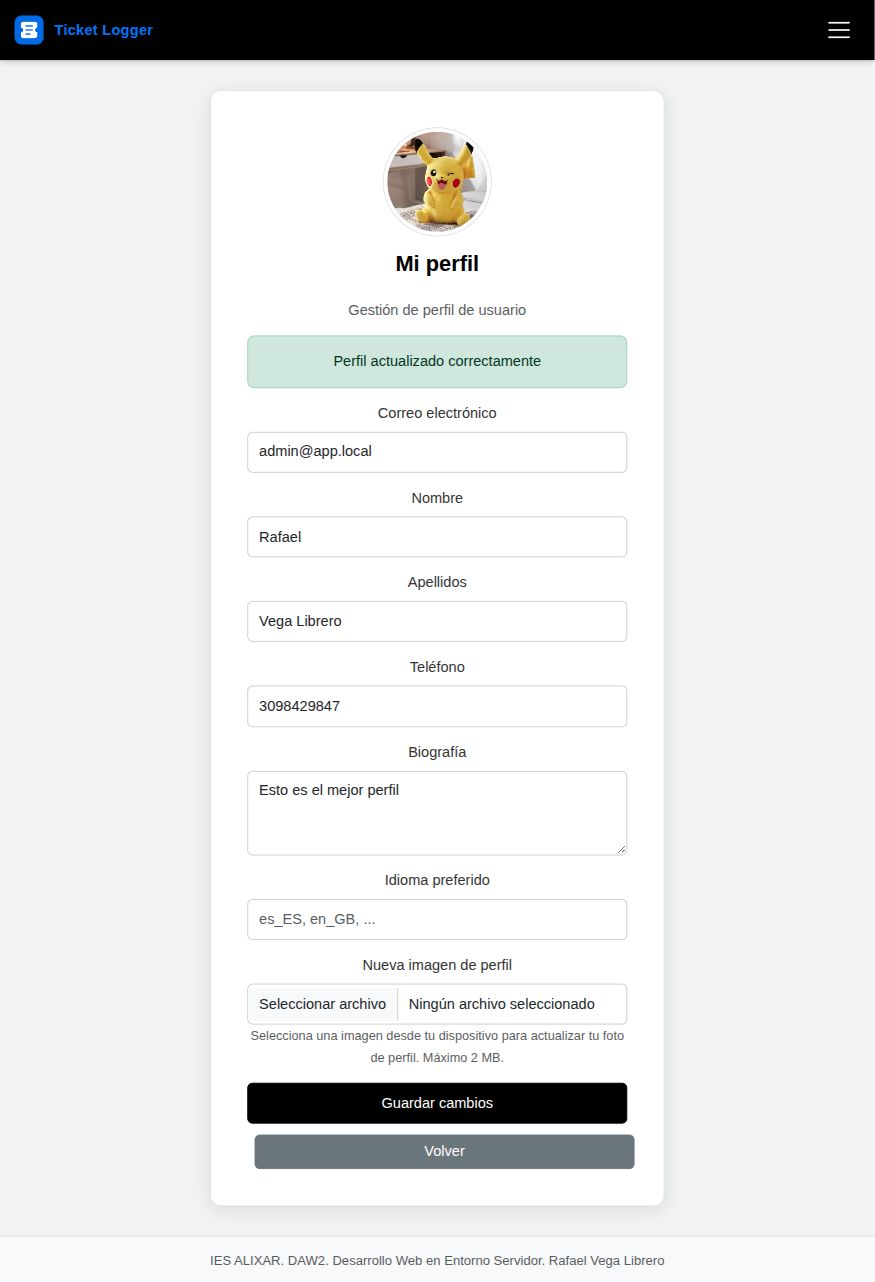 Ticket Logger
Mi perfil
Gestión de perfil de usuario
Perfil actualizado correctamente
Correo electrónico
admin@app.local
Nombre
Rafael
Apellidos
Vega Librero
Teléfono
3098429847
Biografía
Esto es el mejor perfil
Idioma preferido
es_ES, en_GB, ...
Nueva imagen de perfil
Seleccionar archivo Ningún archivo seleccionado
Selecciona una imagen desde tu dispositivo para actualizar tu foto
de perfil. Máximo 2 MB.
Guardar cambios
Volver
IES ALIXAR. DAW2. Desarrollo Web en Entorno Servidor. Rafael Vega Librero